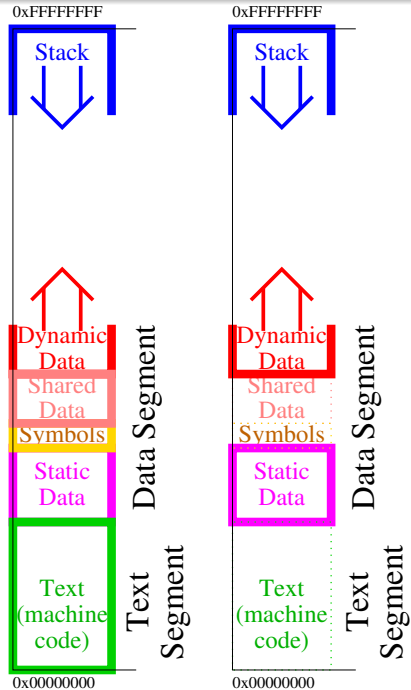 0xFFFFFFFF
Stack
Dynamic
Data
Shared
Data
Symbols
Static
Data
Data Segment
Text
(machine
code)
Text
Segment
0x00000000
0xFFFFFFFF
Stack
Dynamic
Data
Shared
Data
Symbols
Static
Data
Data Segment
Text
(machine
code)
Text
Segment
0x00000000